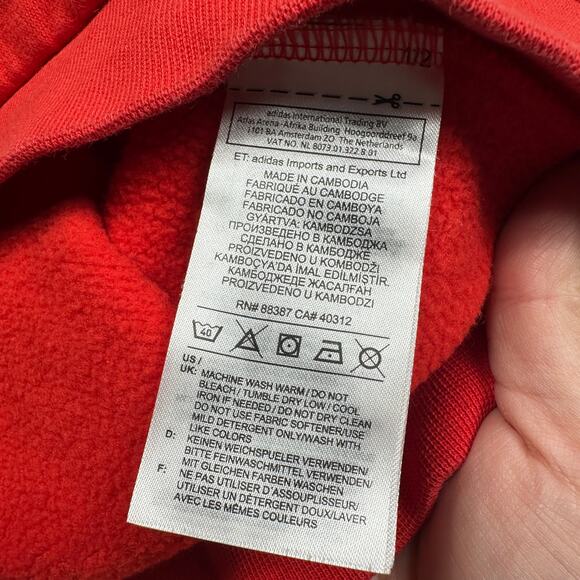 1/2
adidas International Trading BV
Atlas Arena -Afrika Building Hoogoorddreef 9a
1101 BA Amsterdam ZO The Netherlands
VAT NO. NL 8073.01.322.B.01
ET: adidas Imports and Exports Ltd
MADE IN CAMBODIA
FABRIQUÉ AU CAMBODGE
FABRICADO EN CAMBOYA
FABRICADO NO CAMBOJA
GYÁRTVA: KAMBODZSA
ПРОИЗВЕДЕНО В КАМБОДЖА
СДЕЛАНО В КАМБОДЖЕ
PROIZVEDENO U KAMBODŽI
KAMBOÇYA'DA İMAL EDİLMİŞTİR.
КАМБОДЖЕДЕ ЖАСАЛҒАН
PROIZVEDENO U KAMBODZI
RN# 88387 CA# 40312
40
US /
UK: MACHINE WASH WARM / DO NOT
BLEACH / TUMBLE DRY LOW / COOL
IRON IF NEEDED / DO NOT DRY CLEAN
DO NOT USE FABRIC SOFTENER/USE
MILD DETERGENT ONLY/WASH WITH
LIKE COLORS
D: KEINEN WEICHSPUELER VERWENDEN/
BITTE FEINWASCHMITTEL VERWENDEN/
MIT GLEICHEN FARBEN WASCHEN
F: NE PAS UTILISER D'ASSOUPLISEUR/
UTILISER UN DÉTERGENT DOUX/LAVER
AVEC LES MÊMES COULEURS